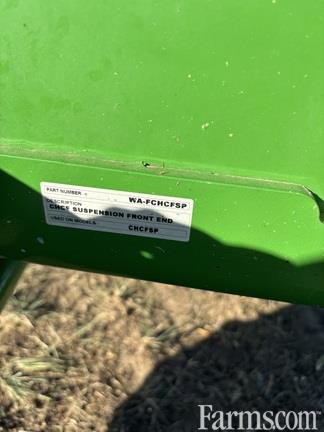 PART NUMBER
WA-FCHCFSP
DESCRIPTION
CHCF SUSPENSION FRONT END
USED ON MODELS
CHCFSP
Farms.com®